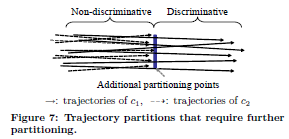 Non-discriminative Discriminative
Additional partitioning points
→: trajectories of c₁, --→: trajectories of c₂
Figure 7: Trajectory partitions that require further
partitioning.